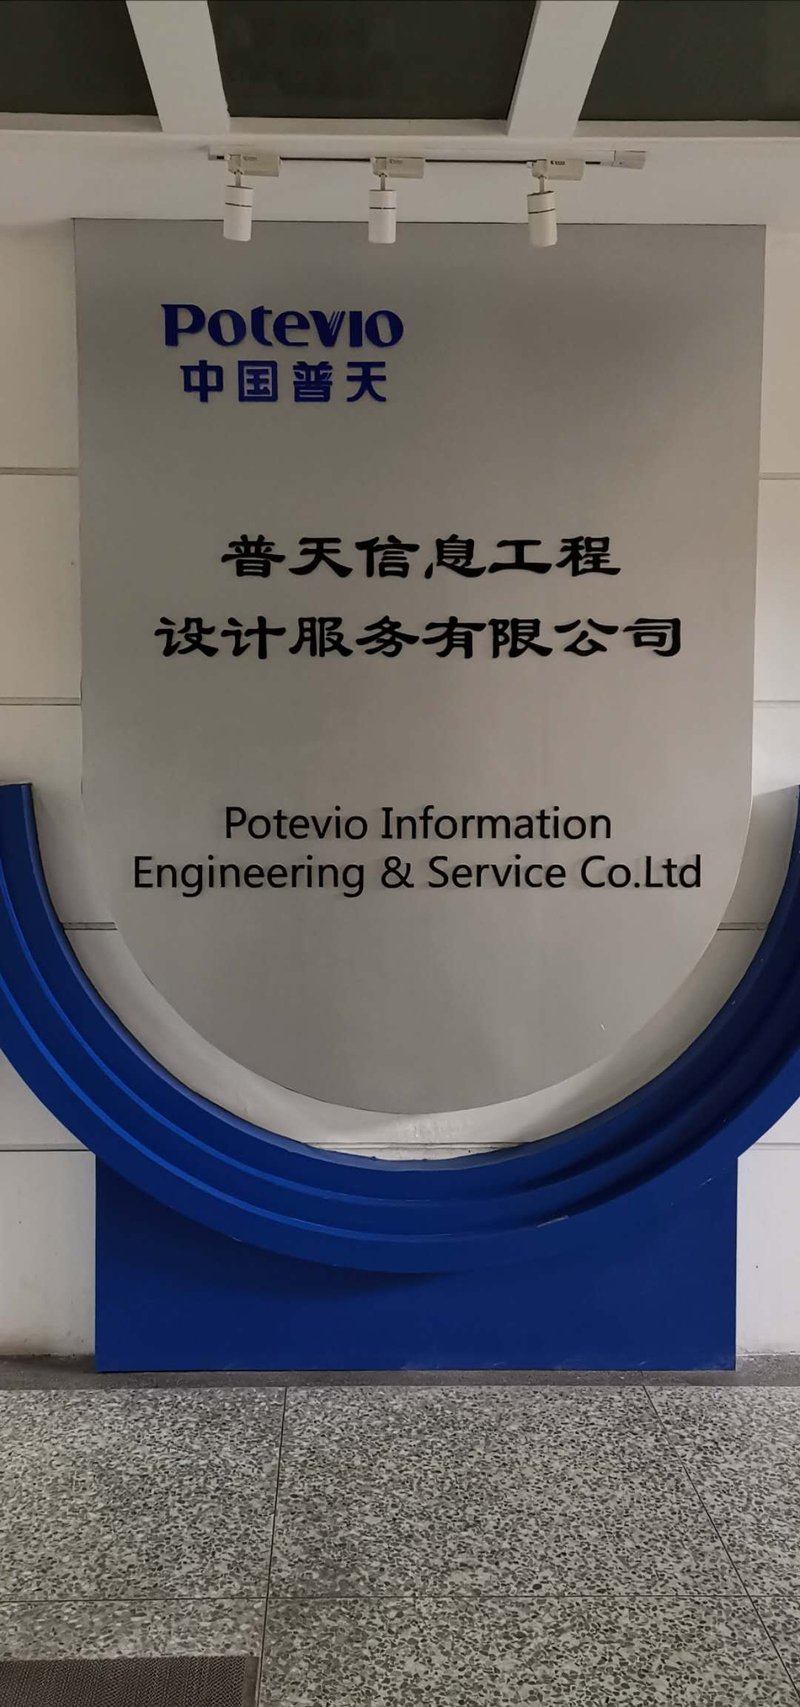 Potevio
中国普天
普天信息工程
设计服务有限公司
Potevio Information
Engineering & Service Co.Ltd